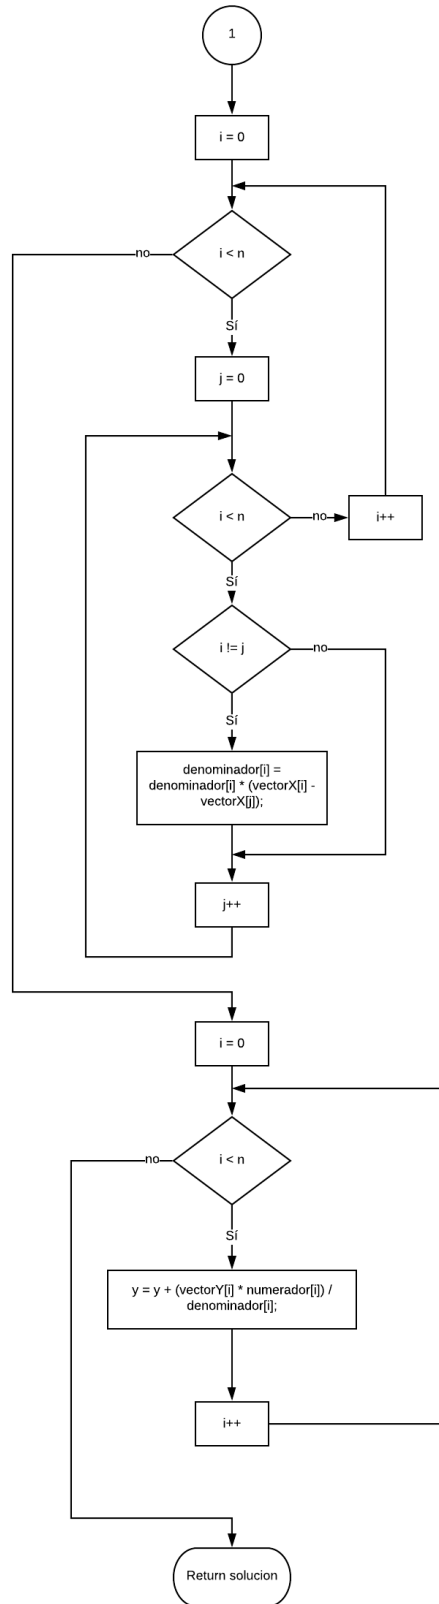 1
i = 0
i < n
no
Sí
j = 0
i < n
no
i++
Sí
i != j
no
Sí
denominador[i] =
denominador[i] * (vectorX[i] -
vectorX[j]);
j++
i = 0
i < n
no
Sí
y = y + (vectorY[i] * numerador[i]) /
denominador[i];
i++
Return solucion